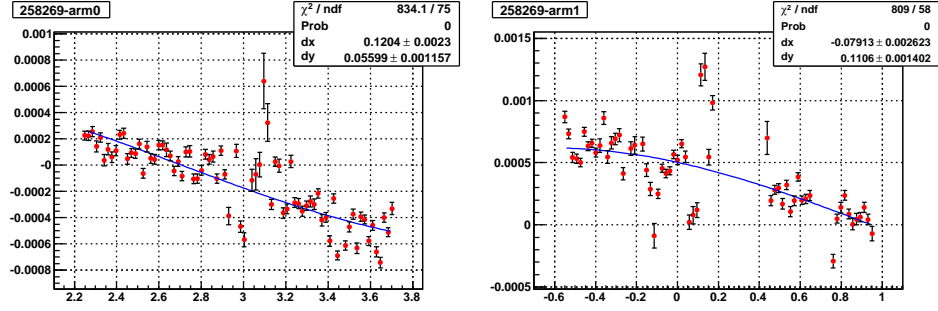 258269-arm0
χ² / ndf 834.1 / 75
Prob 0
dx 0.1204 ± 0.0023
dy 0.05599 ± 0.001157
0.001
0.0008
0.0006
0.0004
0.0002
-0
-0.0002
-0.0004
-0.0006
-0.0008
2.2 2.4 2.6 2.8 3 3.2 3.4 3.6 3.8
258269-arm1
χ² / ndf 809 / 58
Prob 0
dx -0.07913 ± 0.002623
dy 0.1106 ± 0.001402
0.0015
0.001
0.0005
0
-0.0005
-0.6 -0.4 -0.2 0 0.2 0.4 0.6 0.8 1